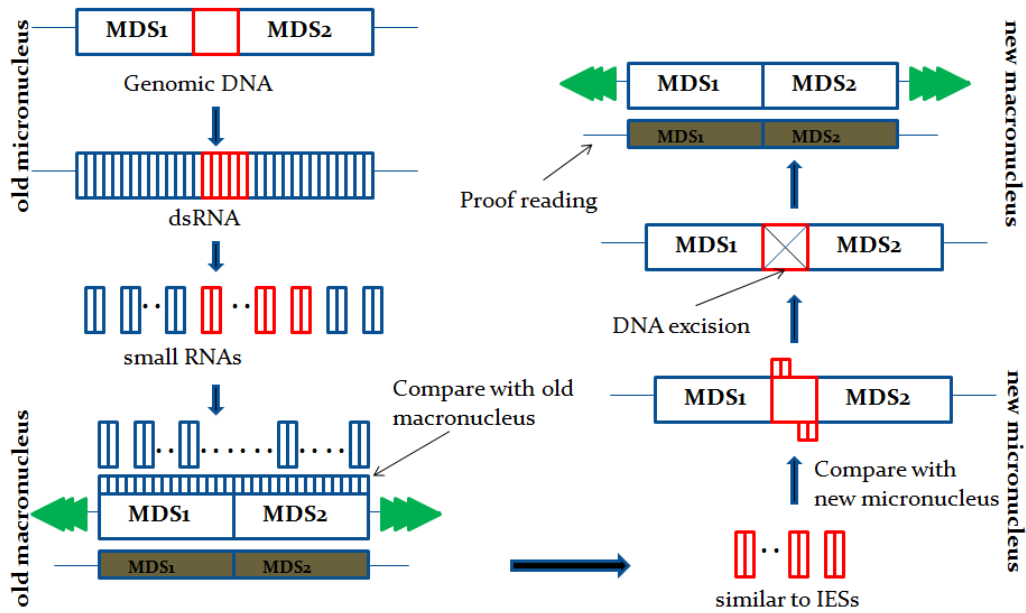 old micronucleus
MDS1 MDS2
Genomic DNA
dsRNA
small RNAs
old macronucleus
Compare with old
macronucleus
MDS1 MDS2
MDS1 MDS2
new macronucleus
MDS1 MDS2
MDS1 MDS2
Proof reading
MDS1 MDS2
DNA excision
new micronucleus
MDS1 MDS2
Compare with
new micronucleus
similar to IESs